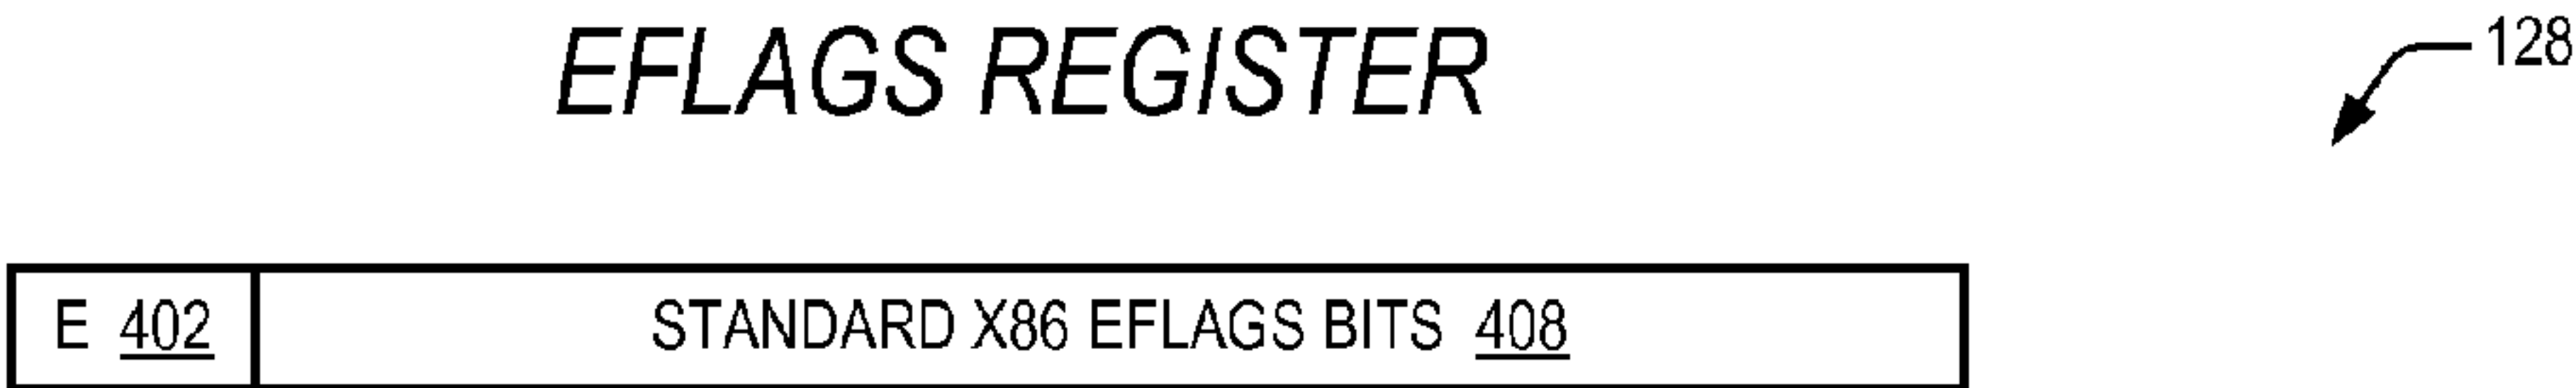 EFLAGS REGISTER
128
E 402
STANDARD X86 EFLAGS BITS 408